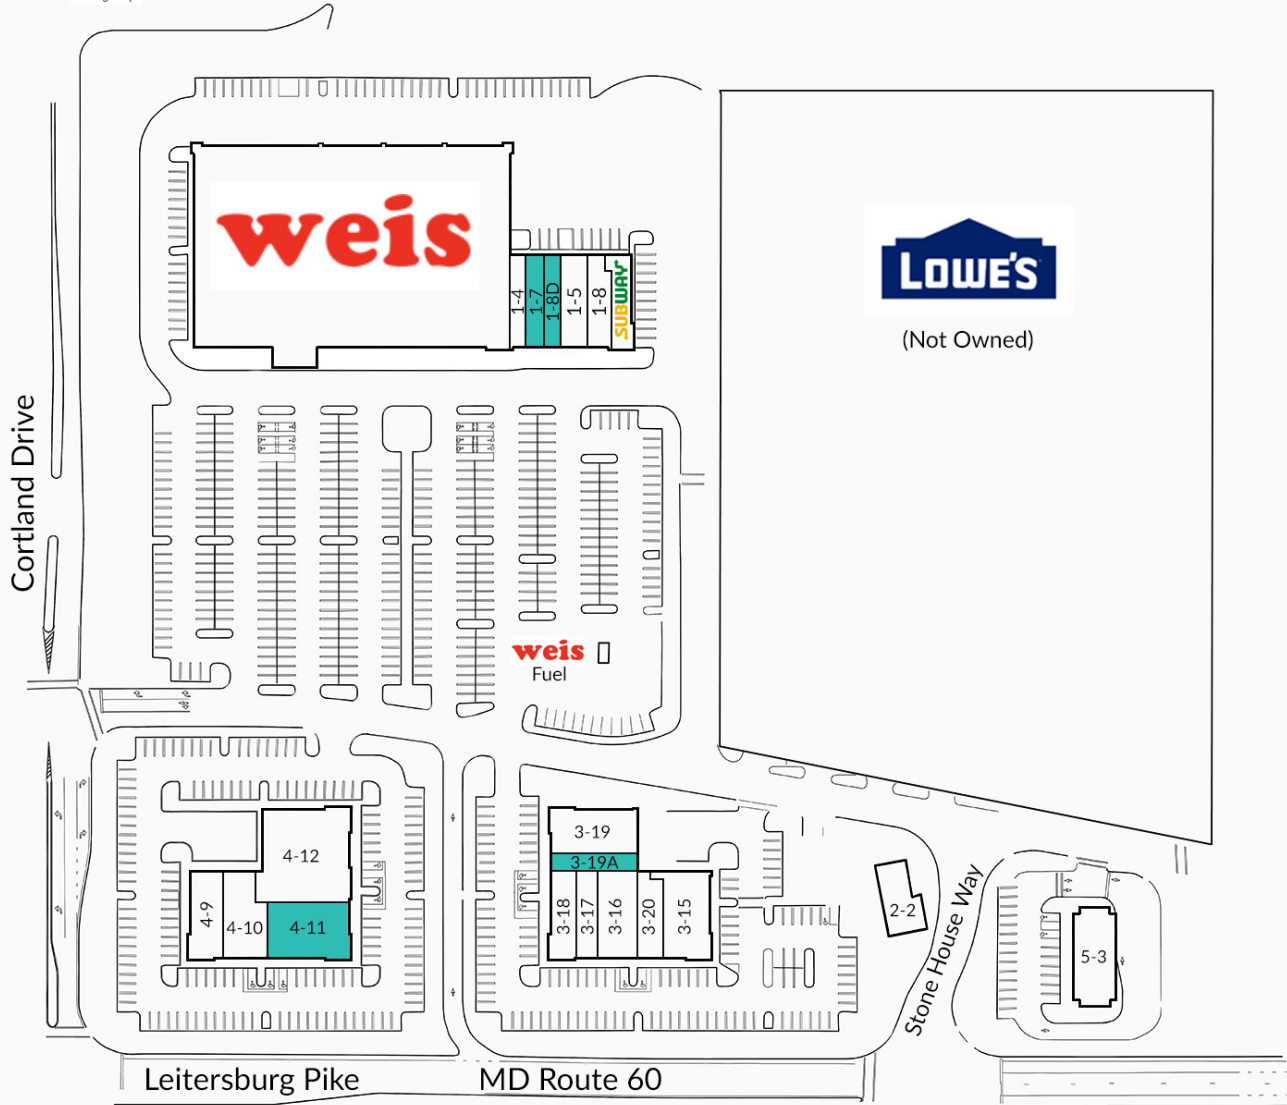 weis
LOWE'S
(Not Owned)
1-4
1-7
1-8D
1-5
1-8
SUBWAY
Cortland Drive
weis
Fuel
3-19
3-19A
3-18
3-17
3-16
3-20
3-15
4-12
4-9
4-10
4-11
2-2
Stone House Way
5-3
Leitersburg Pike
MD Route 60